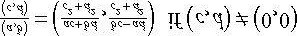 (a,b)/(c,d) = ((ac+bd)/(c²+d²), (bc−ad)/(c²+d²)) if (c,d) ≠ (0,0)